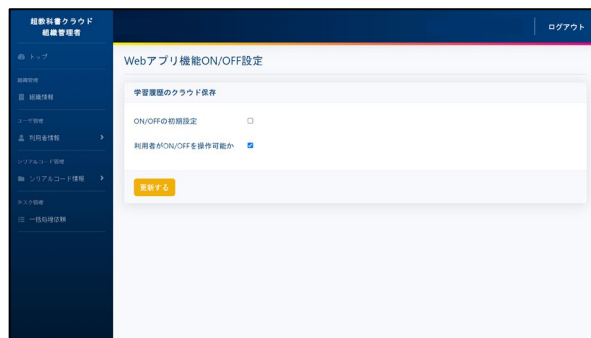 超教科書クラウド
組織管理者
ログアウト
トップ
組織管理
組織情報
ユーザ管理
利用者情報
シリアルコード管理
シリアルコード情報
タスク管理
一括処理依頼
Webアプリ機能ON/OFF設定
学習履歴のクラウド保存
ON/OFFの初期設定
利用者がON/OFFを操作可能か
更新する